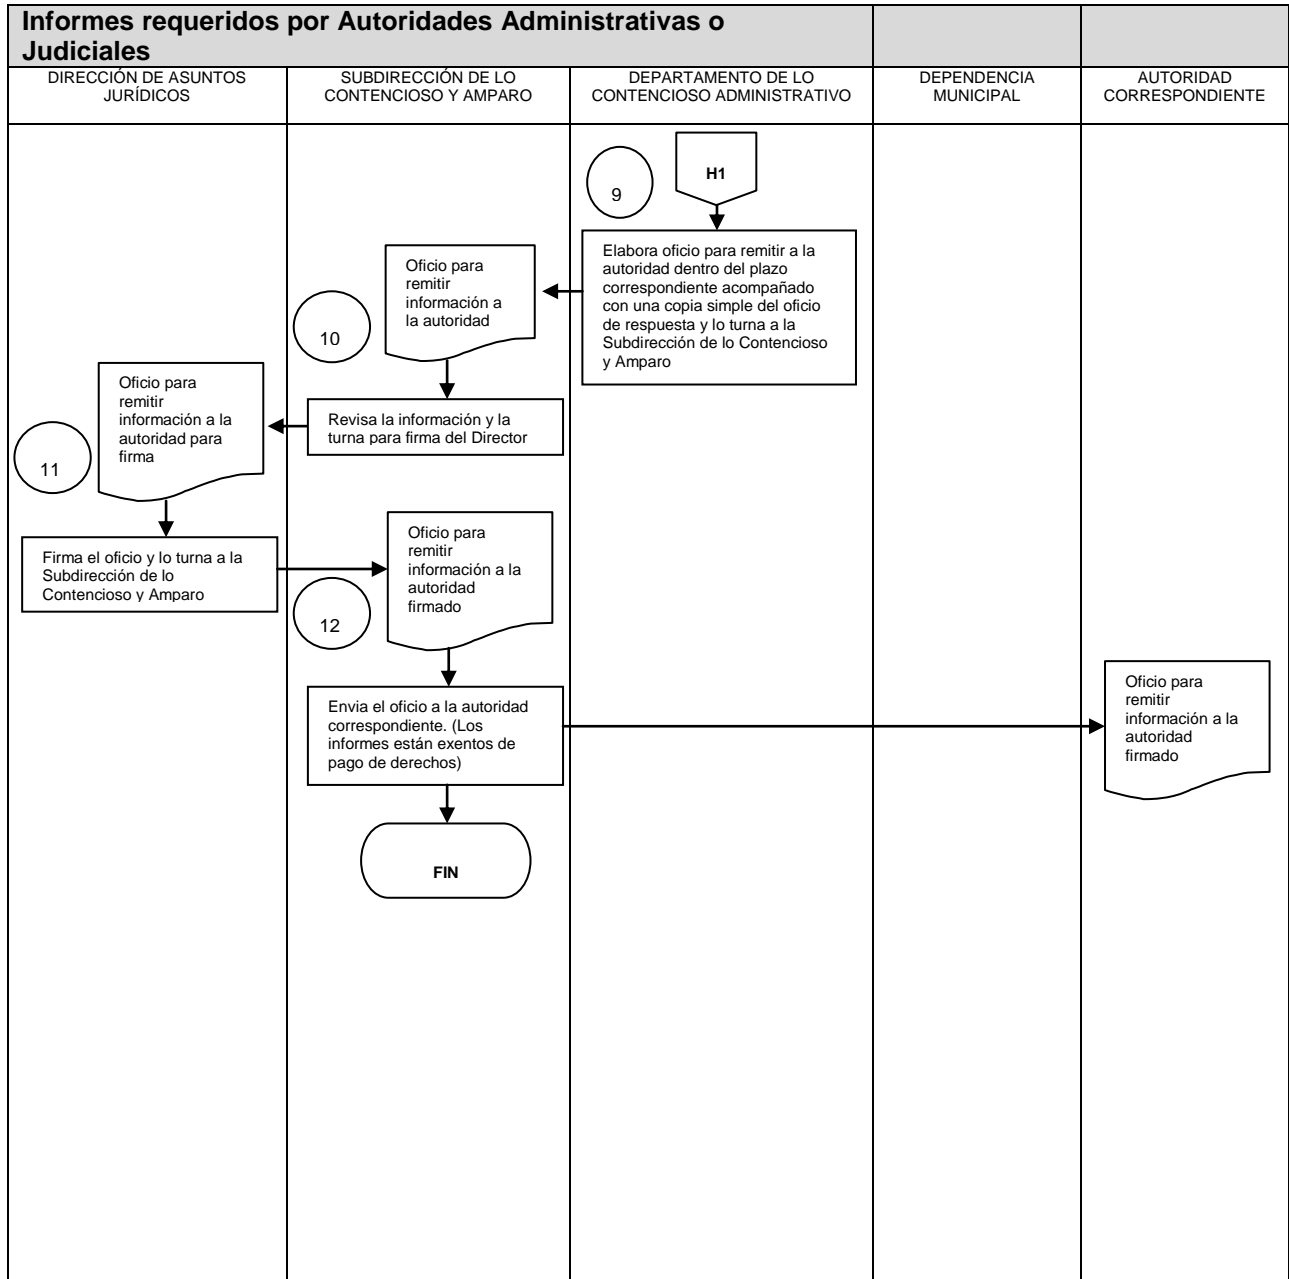 Informes requeridos por Autoridades Administrativas o
Judiciales
DIRECCIÓN DE ASUNTOS
JURÍDICOS
SUBDIRECCIÓN DE LO
CONTENCIOSO Y AMPARO
DEPARTAMENTO DE LO
CONTENCIOSO ADMINISTRATIVO
DEPENDENCIA
MUNICIPAL
AUTORIDAD
CORRESPONDIENTE
H1
9
Elabora oficio para remitir a la
autoridad dentro del plazo
correspondiente acompañado
con una copia simple del oficio
de respuesta y lo turna a la
Subdirección de lo Contencioso
y Amparo
Oficio para
remitir
información a
la autoridad
10
Revisa la información y la
turna para firma del Director
Oficio para
remitir
información a la
autoridad para
firma
11
Firma el oficio y lo turna a la
Subdirección de lo
Contencioso y Amparo
Oficio para
remitir
información a la
autoridad
firmado
12
Envia el oficio a la autoridad
correspondiente. (Los
informes están exentos de
pago de derechos)
Oficio para
remitir
información a la
autoridad
firmado
FIN